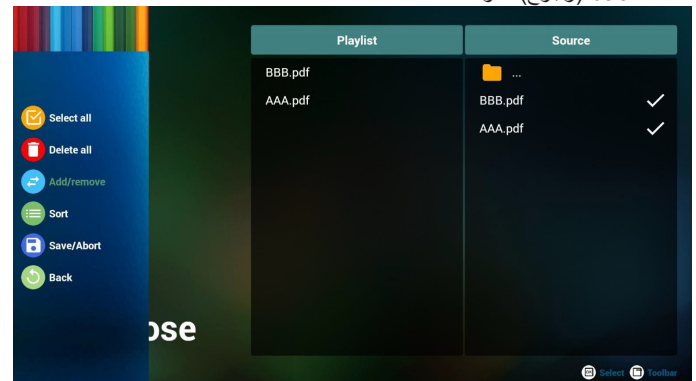 Playlist
Source
BBB.pdf
AAA.pdf
...
BBB.pdf
AAA.pdf
Select all
Delete all
Add/remove
Sort
Save/Abort
Back
ose
Select
Toolbar